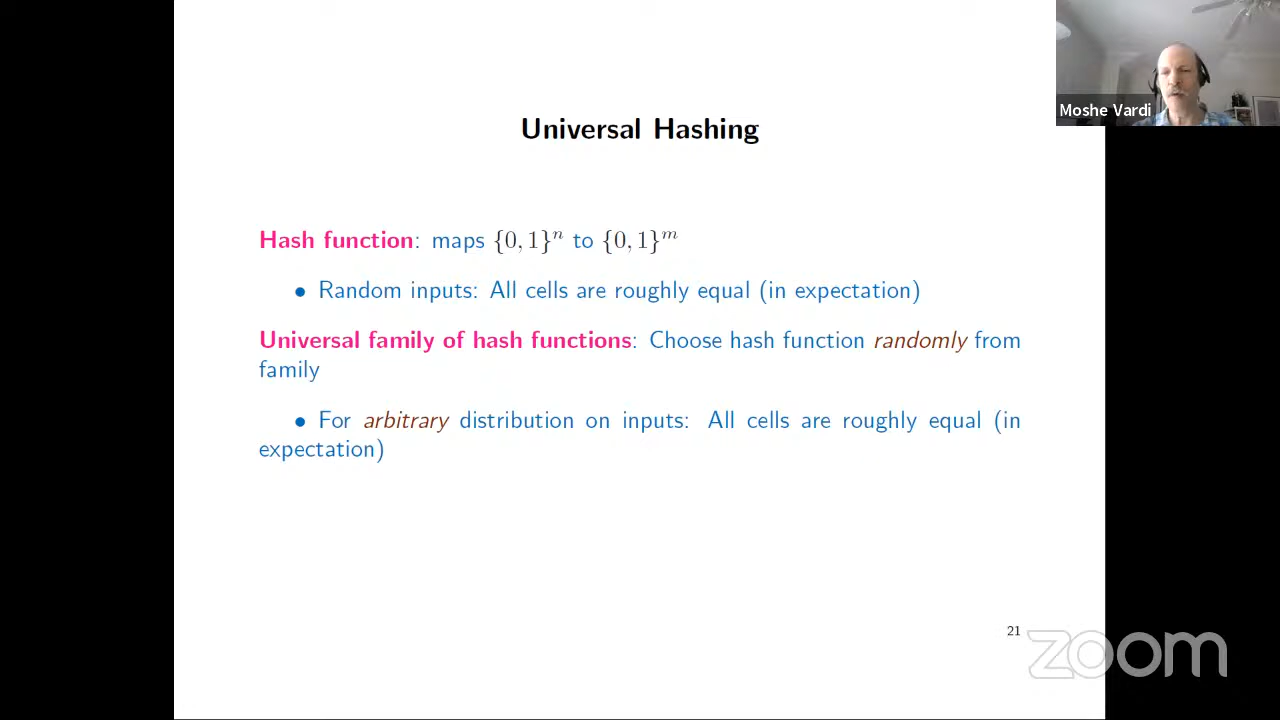 Moshe Vardi
Universal Hashing
Hash function: maps {0, 1}ⁿ to {0, 1}ᵐ
• Random inputs: All cells are roughly equal (in expectation)
Universal family of hash functions: Choose hash function randomly from
family
• For arbitrary distribution on inputs: All cells are roughly equal (in
expectation)
21
zoom